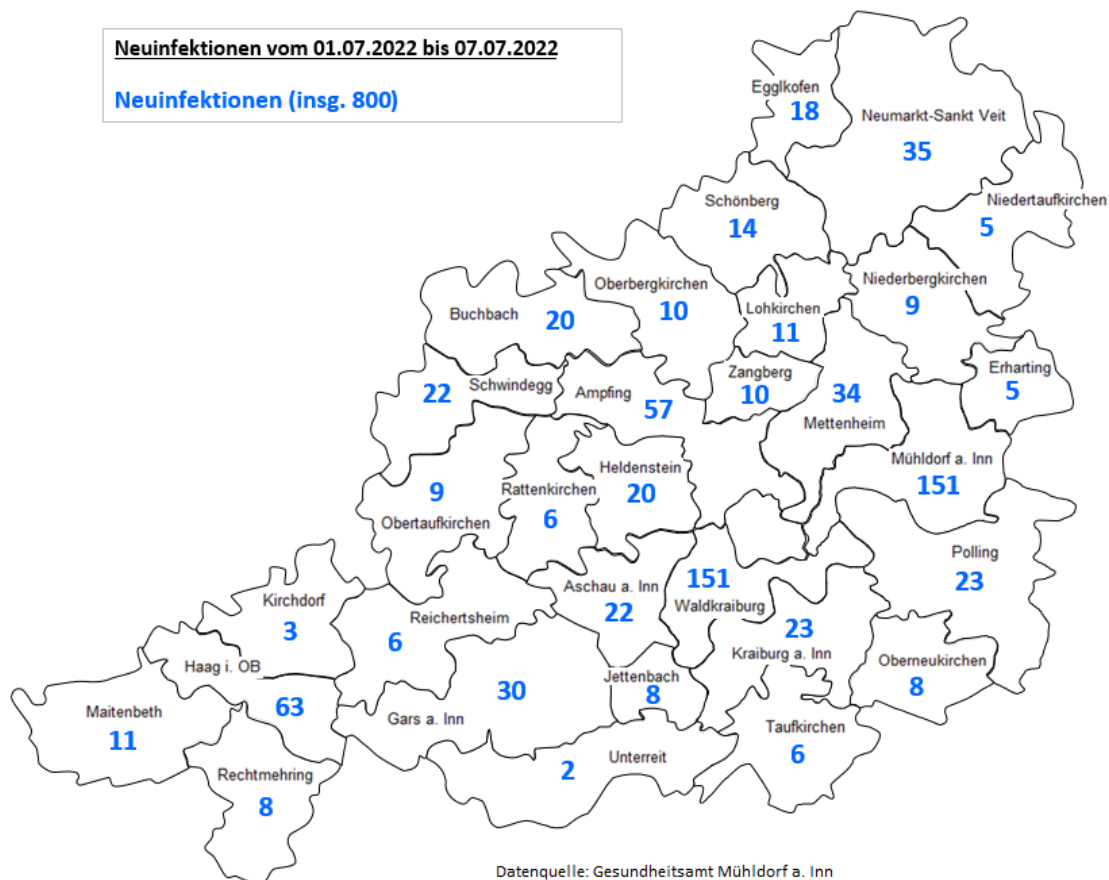 Neuinfektionen vom 01.07.2022 bis 07.07.2022
Neuinfektionen (insg. 800)
Egglkofen
18
Neumarkt-Sankt Veit
35
Niedertaufkirchen
5
Schönberg
14
Oberbergkirchen
10
Niederbergkirchen
9
Lohkirchen
11
Buchbach
20
Zangberg
10
Erharting
5
Schwindegg
22
Ampfing
57
34
Mettenheim
Mühldorf a. Inn
151
9
Obertaufkirchen
Rattenkirchen
6
Heldenstein
20
Polling
23
Aschau a. Inn
22
151
Waldkraiburg
Kirchdorf
3
Reichertsheim
6
23
Kraiburg a. Inn
Oberneukirchen
8
Haag i. OB
63
Jettenbach
8
30
Gars a. Inn
Maitenbeth
11
Taufkirchen
6
Rechtmehring
8
Unterreit
2
Datenquelle: Gesundheitsamt Mühldorf a. Inn